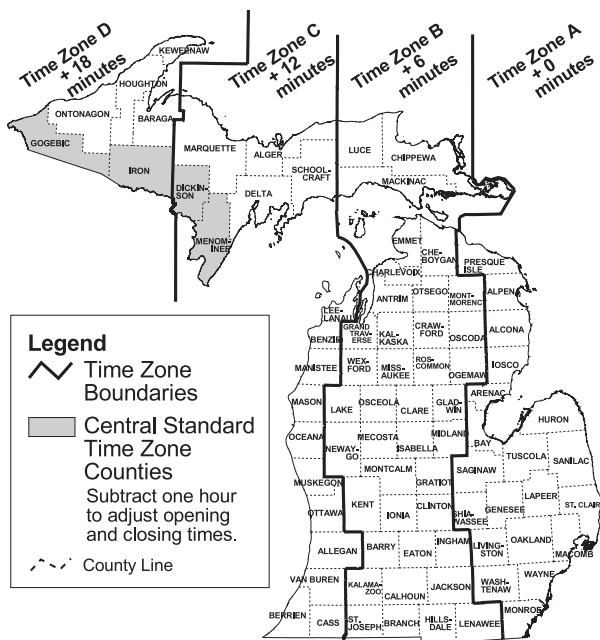 Time Zone D
+ 18
minutes
Time Zone C
+ 12
minutes
Time Zone B
+ 6
minutes
Time Zone A
+ 0
minutes
KEWEENAW
HOUGHTON
ONTONAGON
BARAGA
GOGEBIC
IRON
MARQUETTE
DICKIN-
SON
MENOM-
INEE
ALGER
DELTA
SCHOOL-
CRAFT
LUCE
CHIPPEWA
MACKINAC
EMMET
CHE-
BOYGAN
PRESQUE
ISLE
CHARLEVOIX
ANTRIM
OTSEGO
MONT-
MORENCY
ALPENA
LEE-
LANAU
BENZIE
GRAND
TRAV-
ERSE
KAL-
KASKA
CRAW-
FORD
OSCODA
ALCONA
MANISTEE
WEX-
FORD
MISS-
AUKEE
ROS-
COMMON
OGEMAW
IOSCO
ARENAC
MASON
LAKE
OSCEOLA
CLARE
GLAD-
WIN
HURON
OCEANA
NEWAY-
GO
MECOSTA
ISABELLA
MIDLAND
BAY
TUSCOLA
SANILAC
MONTCALM
GRATIOT
SAGINAW
MUSKEGON
KENT
IONIA
CLINTON
SHIA-
WASSEE
GENESEE
LAPEER
ST. CLAIR
OTTAWA
ALLEGAN
BARRY
EATON
INGHAM
LIVING-
STON
OAKLAND
MACOMB
VAN BUREN
KALAMA-
ZOO
CALHOUN
JACKSON
WASH-
TENAW
WAYNE
BERRIEN
CASS
ST.
JOSEPH
BRANCH
HILLS-
DALE
LENAWEE
MONROE
Legend
Time Zone
Boundaries
Central Standard
Time Zone
Counties
Subtract one hour
to adjust opening
and closing times.
County Line